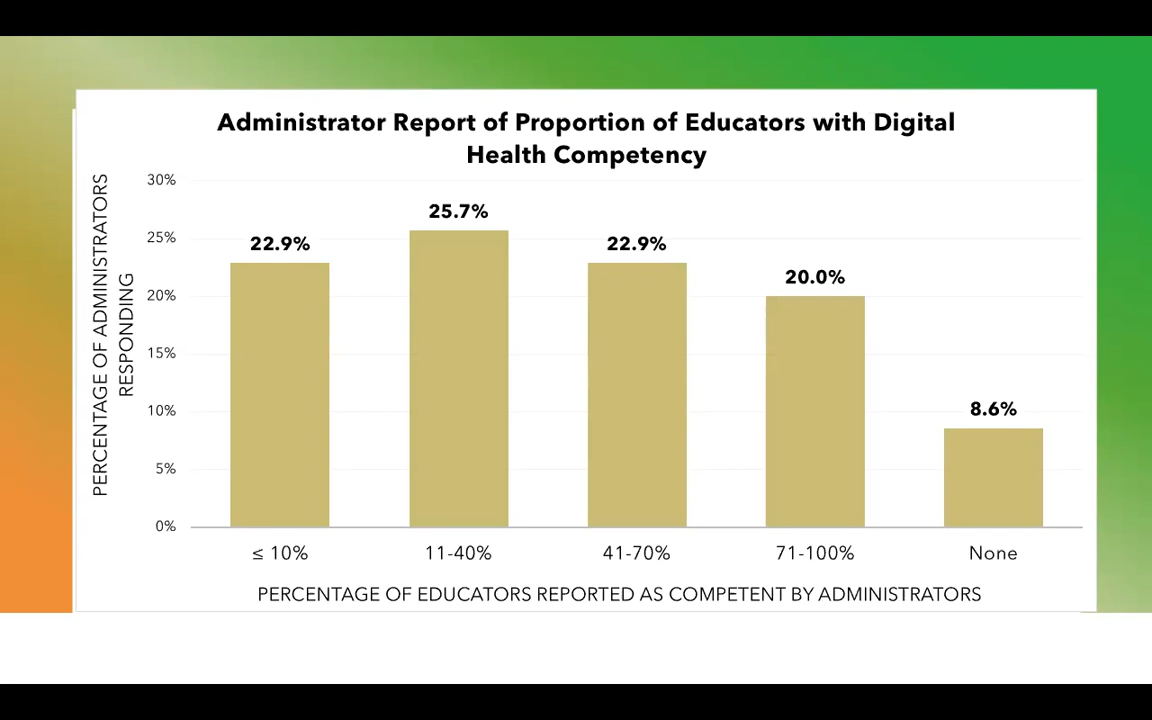 Administrator Report of Proportion of Educators with Digital
Health Competency
PERCENTAGE OF ADMINISTRATORS
RESPONDING
30%
25%
20%
15%
10%
5%
0%
22.9%
25.7%
22.9%
20.0%
8.6%
≤ 10%
11-40%
41-70%
71-100%
None
PERCENTAGE OF EDUCATORS REPORTED AS COMPETENT BY ADMINISTRATORS